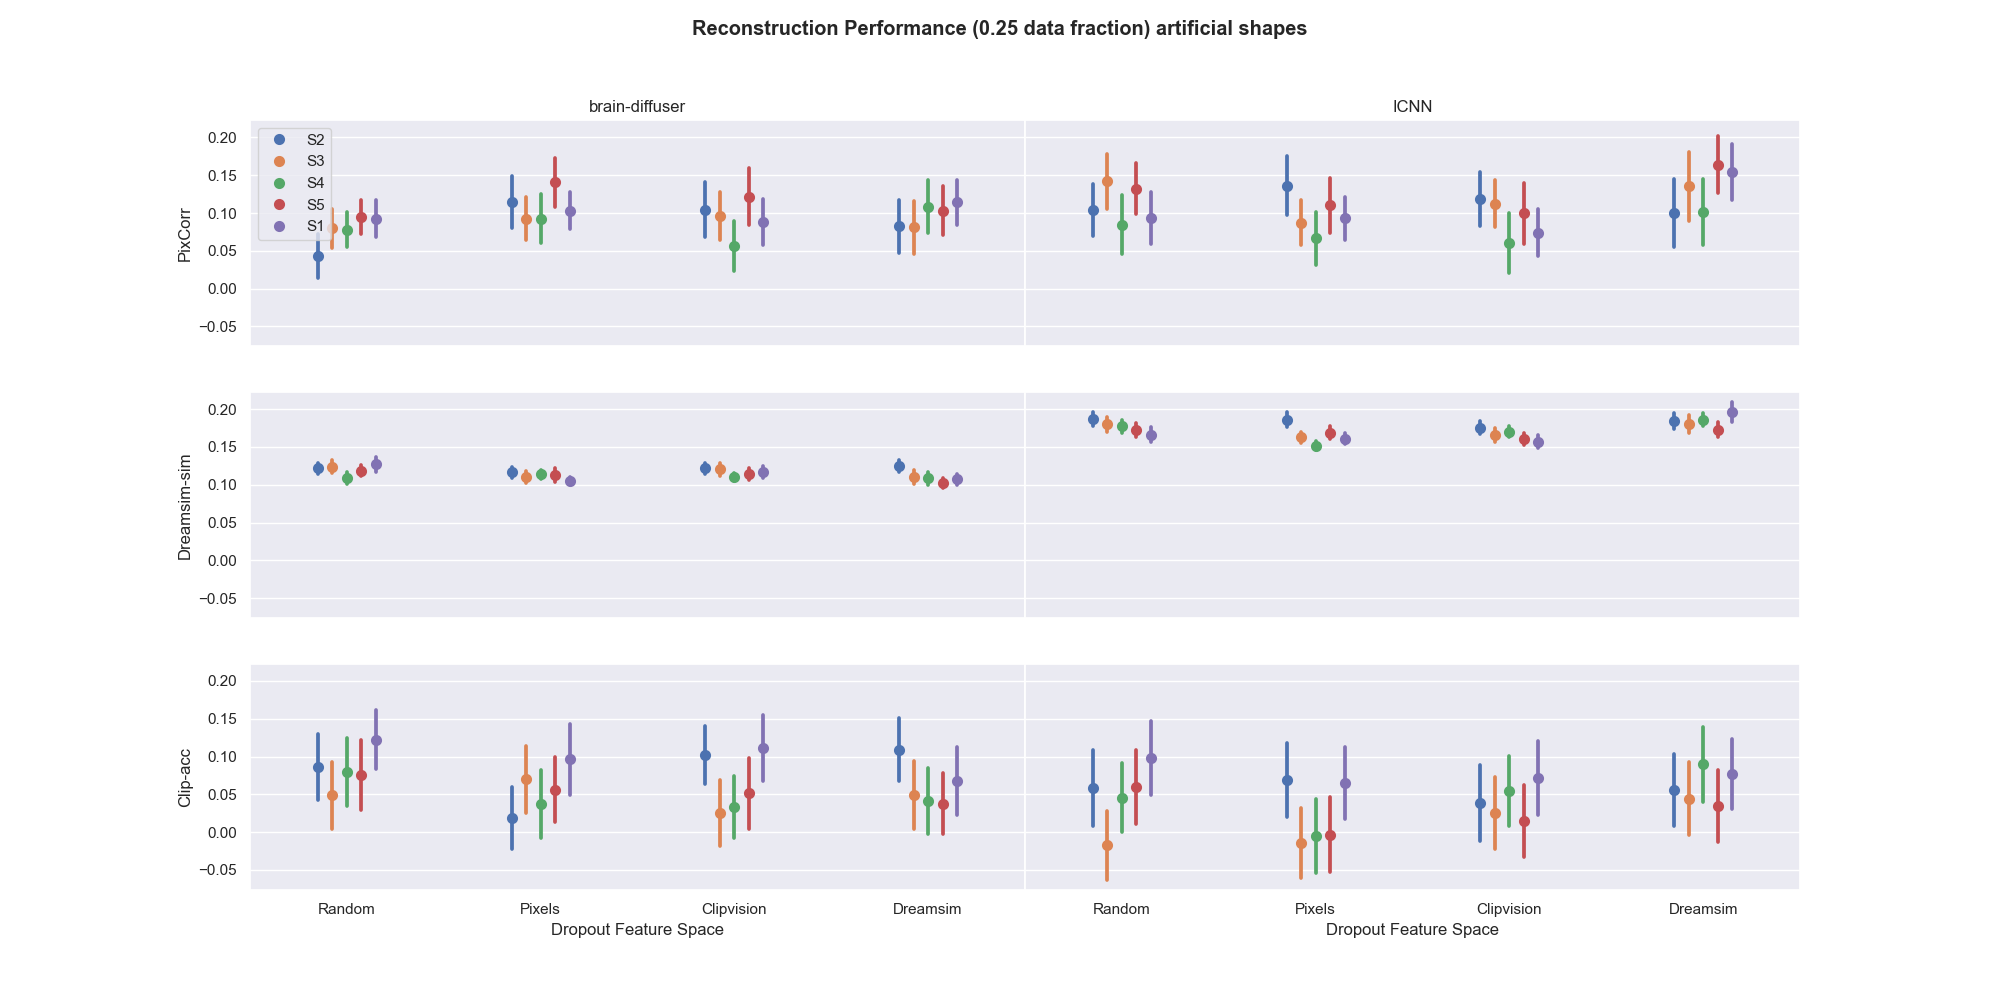 Reconstruction Performance (0.25 data fraction) artificial shapes
brain-diffuser
ICNN
S2
S3
S4
S5
S1
PixCorr
0.20
0.15
0.10
0.05
0.00
−0.05
Dreamsim-sim
0.20
0.15
0.10
0.05
0.00
−0.05
Clip-acc
0.20
0.15
0.10
0.05
0.00
−0.05
Random Pixels Clipvision Dreamsim
Dropout Feature Space
Random Pixels Clipvision Dreamsim
Dropout Feature Space